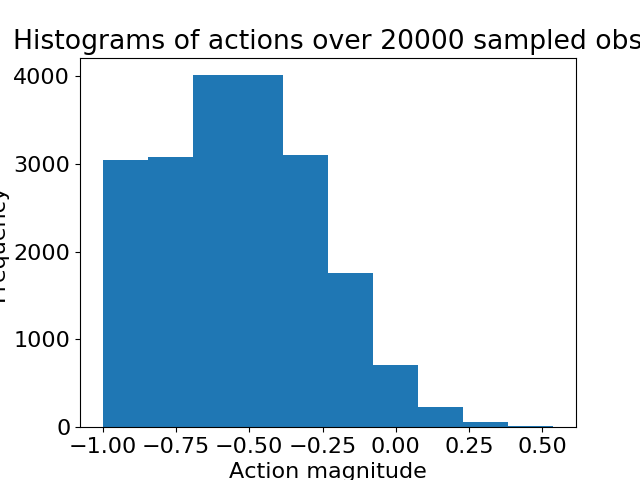 Histograms of actions over 20000 sampled obs
4000
3000
2000
1000
0
Frequency
−1.00 −0.75 −0.50 −0.25 0.00 0.25 0.50
Action magnitude